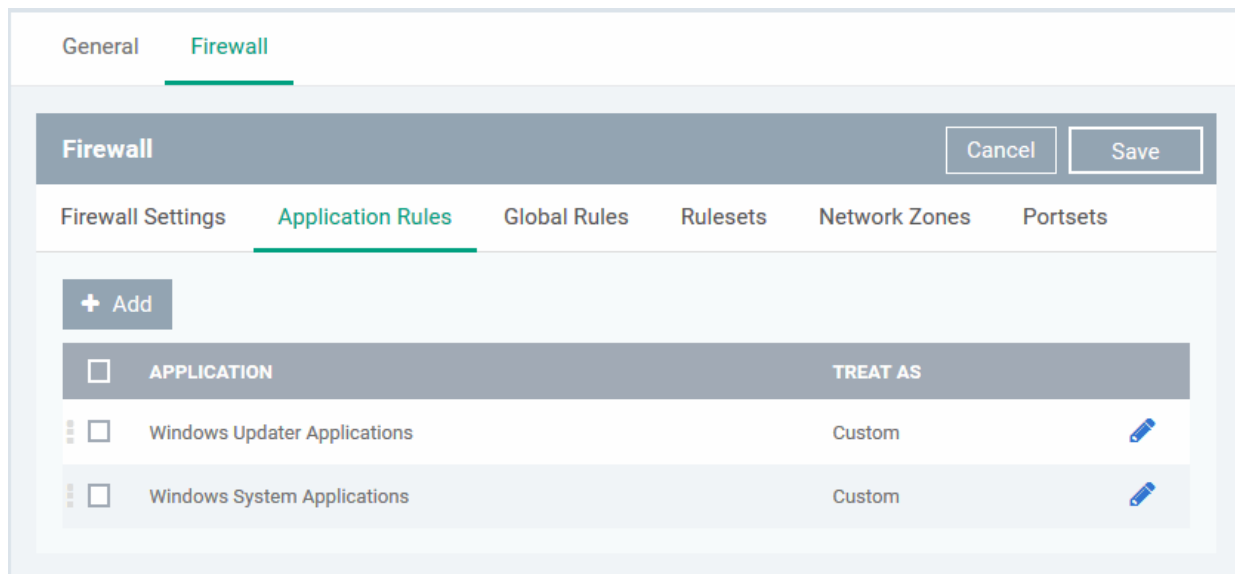 General Firewall
Firewall Cancel Save
Firewall Settings Application Rules Global Rules Rulesets Network Zones Portsets
+ Add
APPLICATION TREAT AS
Windows Updater Applications Custom
Windows System Applications Custom